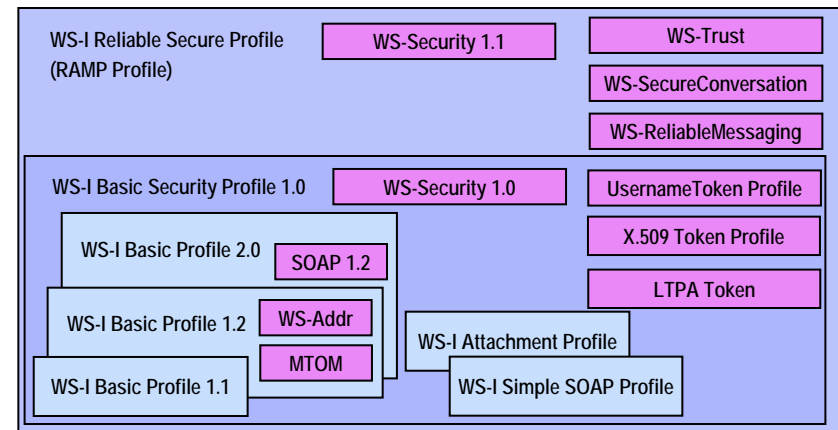 WS-I Reliable Secure Profile
(RAMP Profile)
WS-Security 1.1
WS-Trust
WS-SecureConversation
WS-ReliableMessaging
WS-I Basic Security Profile 1.0
WS-Security 1.0
UsernameToken Profile
X.509 Token Profile
LTPA Token
WS-I Basic Profile 2.0
SOAP 1.2
WS-I Basic Profile 1.2
WS-Addr
MTOM
WS-I Basic Profile 1.1
WS-I Attachment Profile
WS-I Simple SOAP Profile